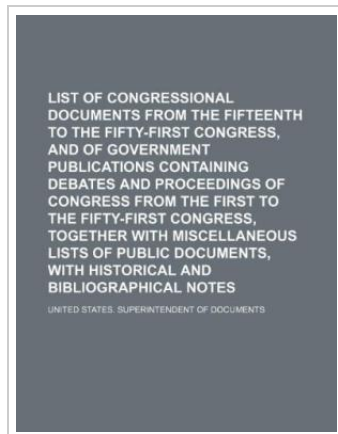 LIST OF CONGRESSIONAL
DOCUMENTS FROM THE FIFTEENTH
TO THE FIFTY-FIRST CONGRESS,
AND OF GOVERNMENT
PUBLICATIONS CONTAINING
DEBATES AND PROCEEDINGS OF
CONGRESS FROM THE FIRST TO
THE FIFTY-FIRST CONGRESS,
TOGETHER WITH MISCELLANEOUS
LISTS OF PUBLIC DOCUMENTS,
WITH HISTORICAL AND
BIBLIOGRAPHICAL NOTES
UNITED STATES. SUPERINTENDENT OF DOCUMENTS